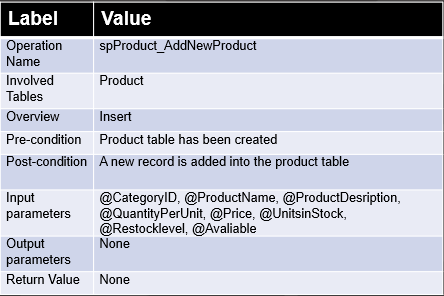 Label Value
Operation spProduct_AddNewProduct
Name
Involved Product
Tables
Overview Insert
Pre-condition Product table has been created
Post-condition A new record is added into the product table
Input @CategoryID, @ProductName, @ProductDesription,
parameters @QuantityPerUnit, @Price, @UnitsinStock,
@Restocklevel, @Avaliable
Output None
parameters
Return Value None